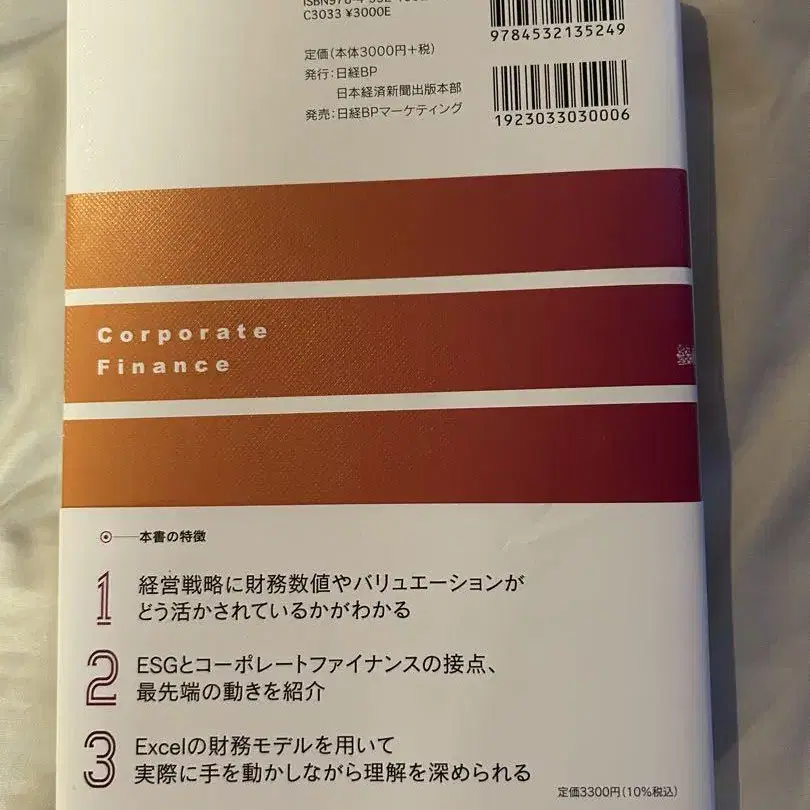 C3033 ¥3000E
9784532135249
定価(本体3000円+税)
発行:日経BP
日本経済新聞出版本部
発売:日経BPマーケティング
1923033030006
Corporate
Finance
本書の特徴
1 経営戦略に財務数値やバリュエーションが
どう活かされているかがわかる
2 ESGとコーポレートファイナンスの接点、
最先端の動きを紹介
3 Excelの財務モデルを用いて
実際に手を動かしながら理解を深められる
定価3300円(10%税込)